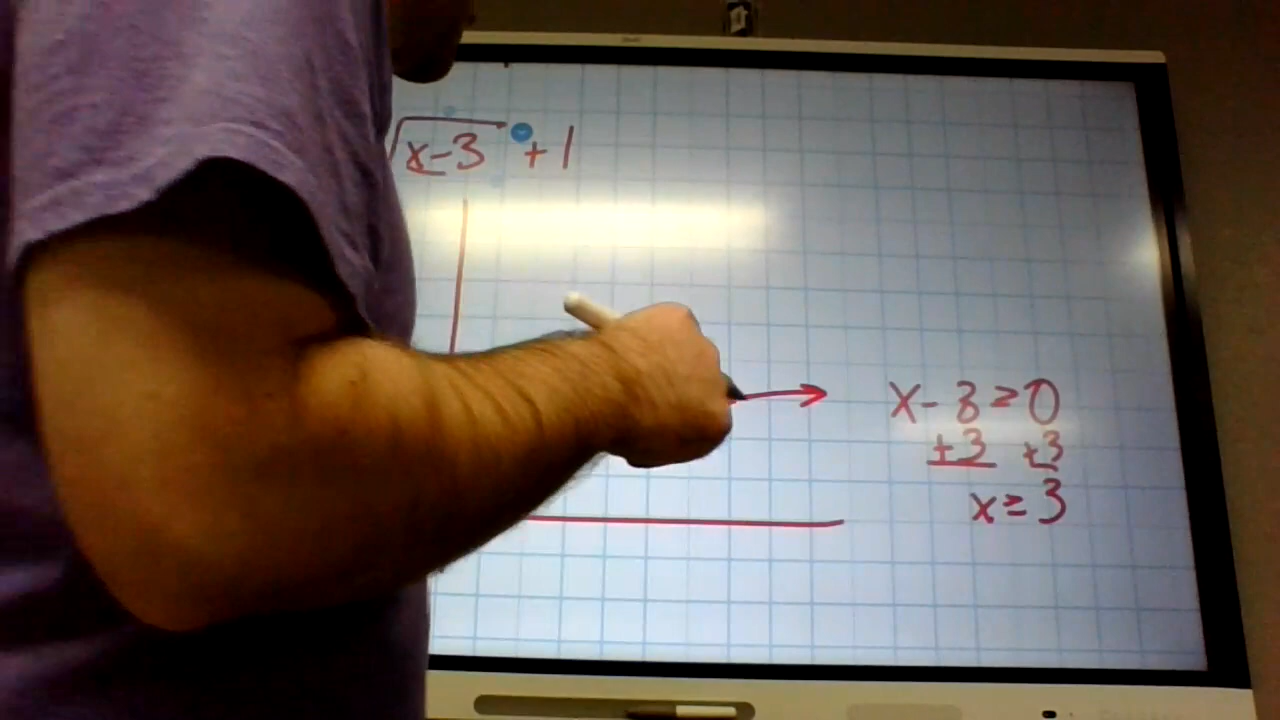 √x-3 + 1
x - 3 ≥ 0
+3 +3
x ≥ 3